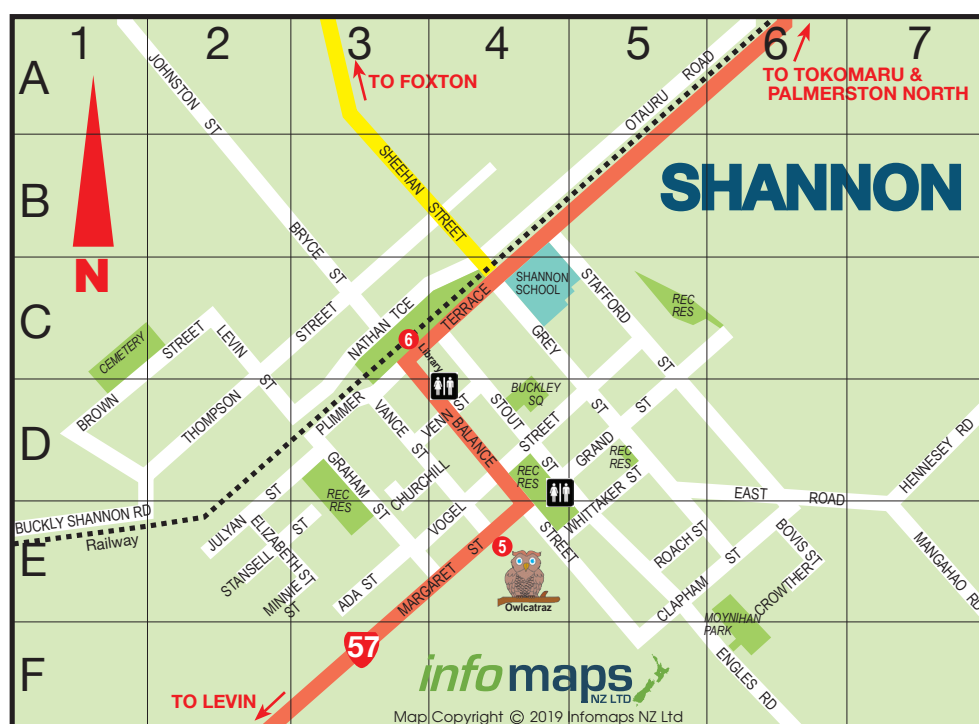 1 2 3 4 5 6 7
A
B
C
D
E
F
N
SHANNON
TO FOXTON
TO TOKOMARU &
PALMERSTON NORTH
JOHNSTON ST
OTAURU ROAD
SHEEHAN STREET
BRYCE ST
NATHAN TCE
TERRACE
SHANNON
SCHOOL
STAFFORD ST
REC
RES
GREY ST
6
Library
CEMETERY
BROWN STREET
LEVIN ST
THOMPSON STREET
PLIMMER
VANCE ST
VENN ST
STOUT ST
BUCKLEY
SQ
BALANCE STREET
STREET
GRAND ST
REC
RES
REC
RES
WHITTAKER ST
GRAHAM ST
CHURCHILL
REC
RES
VOGEL
EAST ROAD
HENNESEY RD
BUCKLY SHANNON RD
Railway
JULYAN ST
ELIZABETH ST
STANSELL ST
MINNIE ST
ADA ST
MARGARET ST
5
Owlcatraz
ROACH ST
CLAPHAM ST
BOVIS ST
CROWTHER
MANGAHAO RD
MOYNIHAN
PARK
ENGLES RD
57
TO LEVIN
info maps
NZ LTD
Map Copyright © 2019 Infomaps NZ Ltd